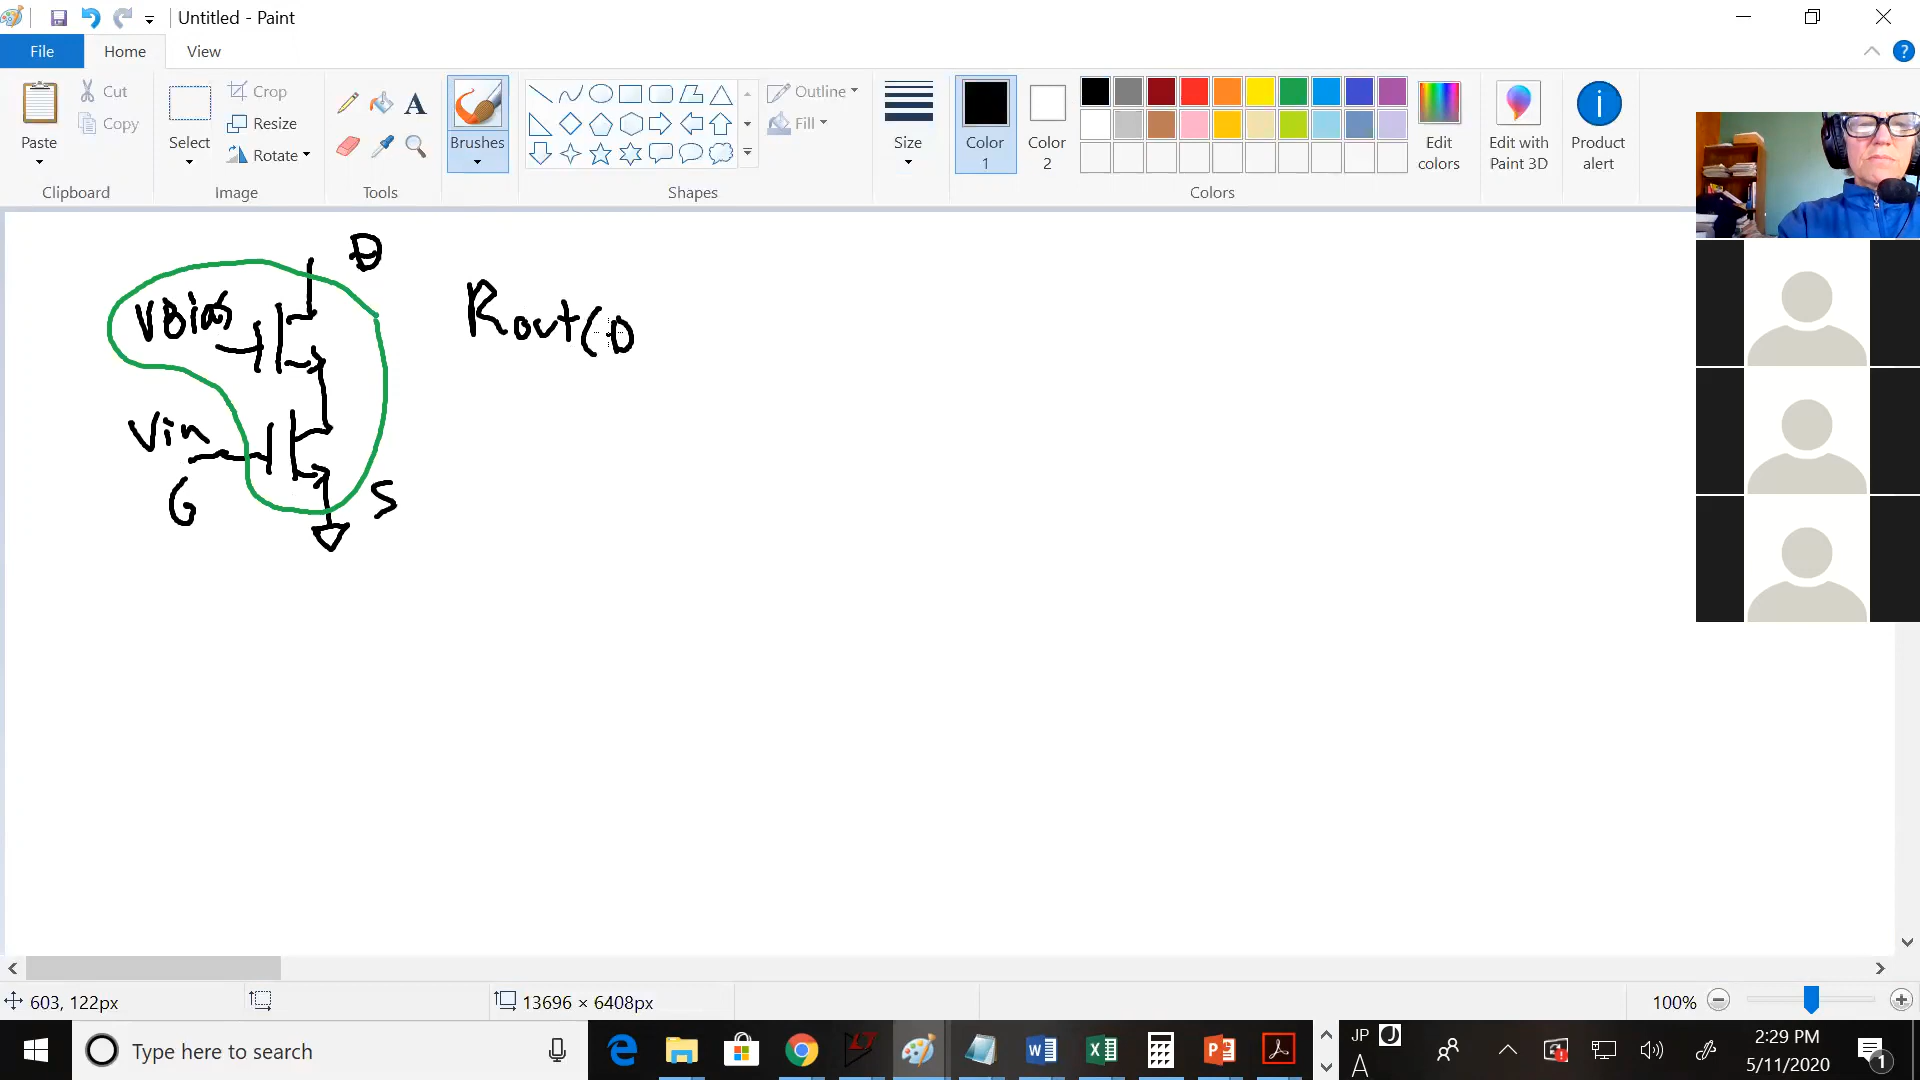 Untitled - Paint
File
Home
View
Paste
Cut
Copy
Clipboard
Select
Crop
Resize
Rotate
Image
Tools
Brushes
Shapes
Outline
Fill
Size
Color 1
Color 2
Colors
Edit colors
Edit with Paint 3D
Product alert
D
VBias
Rout(D
Vin
G
S
603, 122px
13696 × 6408px
100%
Type here to search
JP
A
2:29 PM
5/11/2020
1